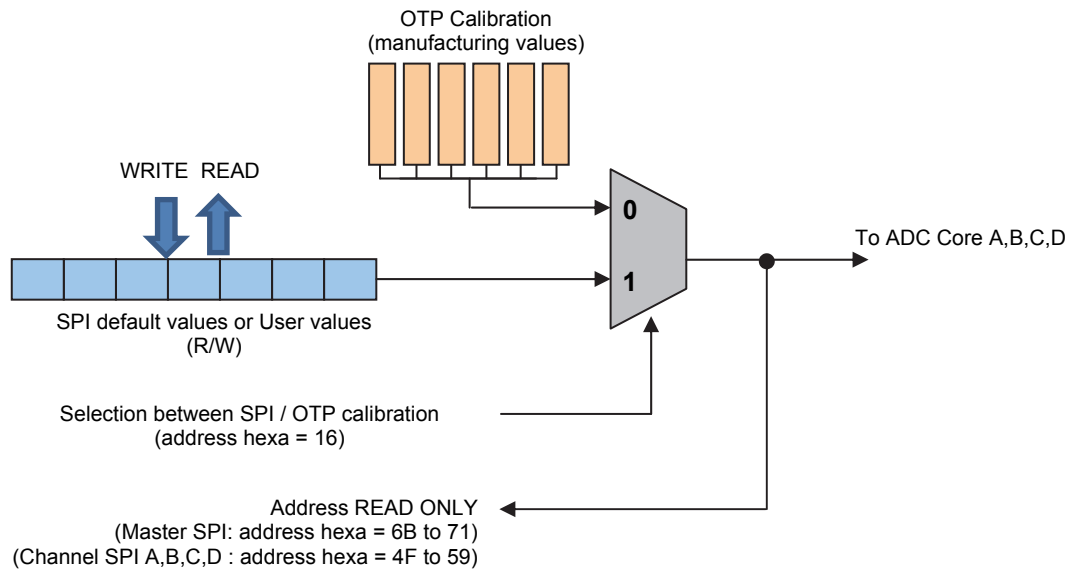 OTP Calibration
(manufacturing values)
WRITE READ
0
To ADC Core A,B,C,D
1
SPI default values or User values
(R/W)
Selection between SPI / OTP calibration
(address hexa = 16)
Address READ ONLY
(Master SPI: address hexa = 6B to 71)
(Channel SPI A,B,C,D : address hexa = 4F to 59)